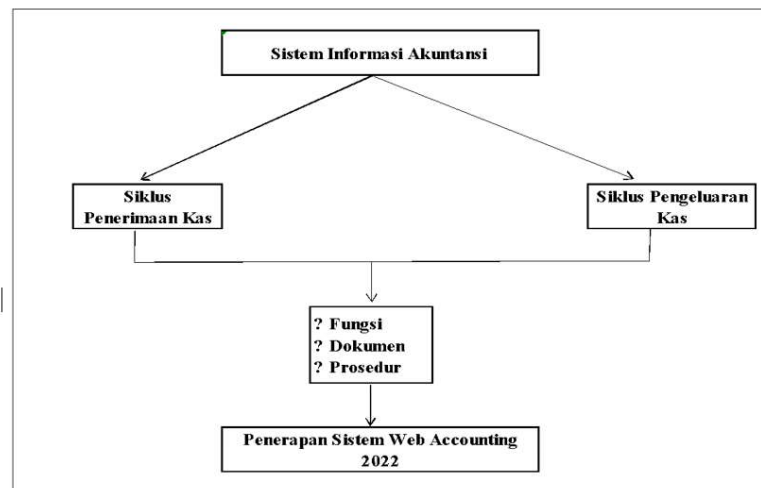 Sistem Informasi Akuntansi
Siklus
Penerimaan Kas
Siklus Pengeluaran
Kas
? Fungsi
? Dokumen
? Prosedur
Penerapan Sistem Web Accounting
2022